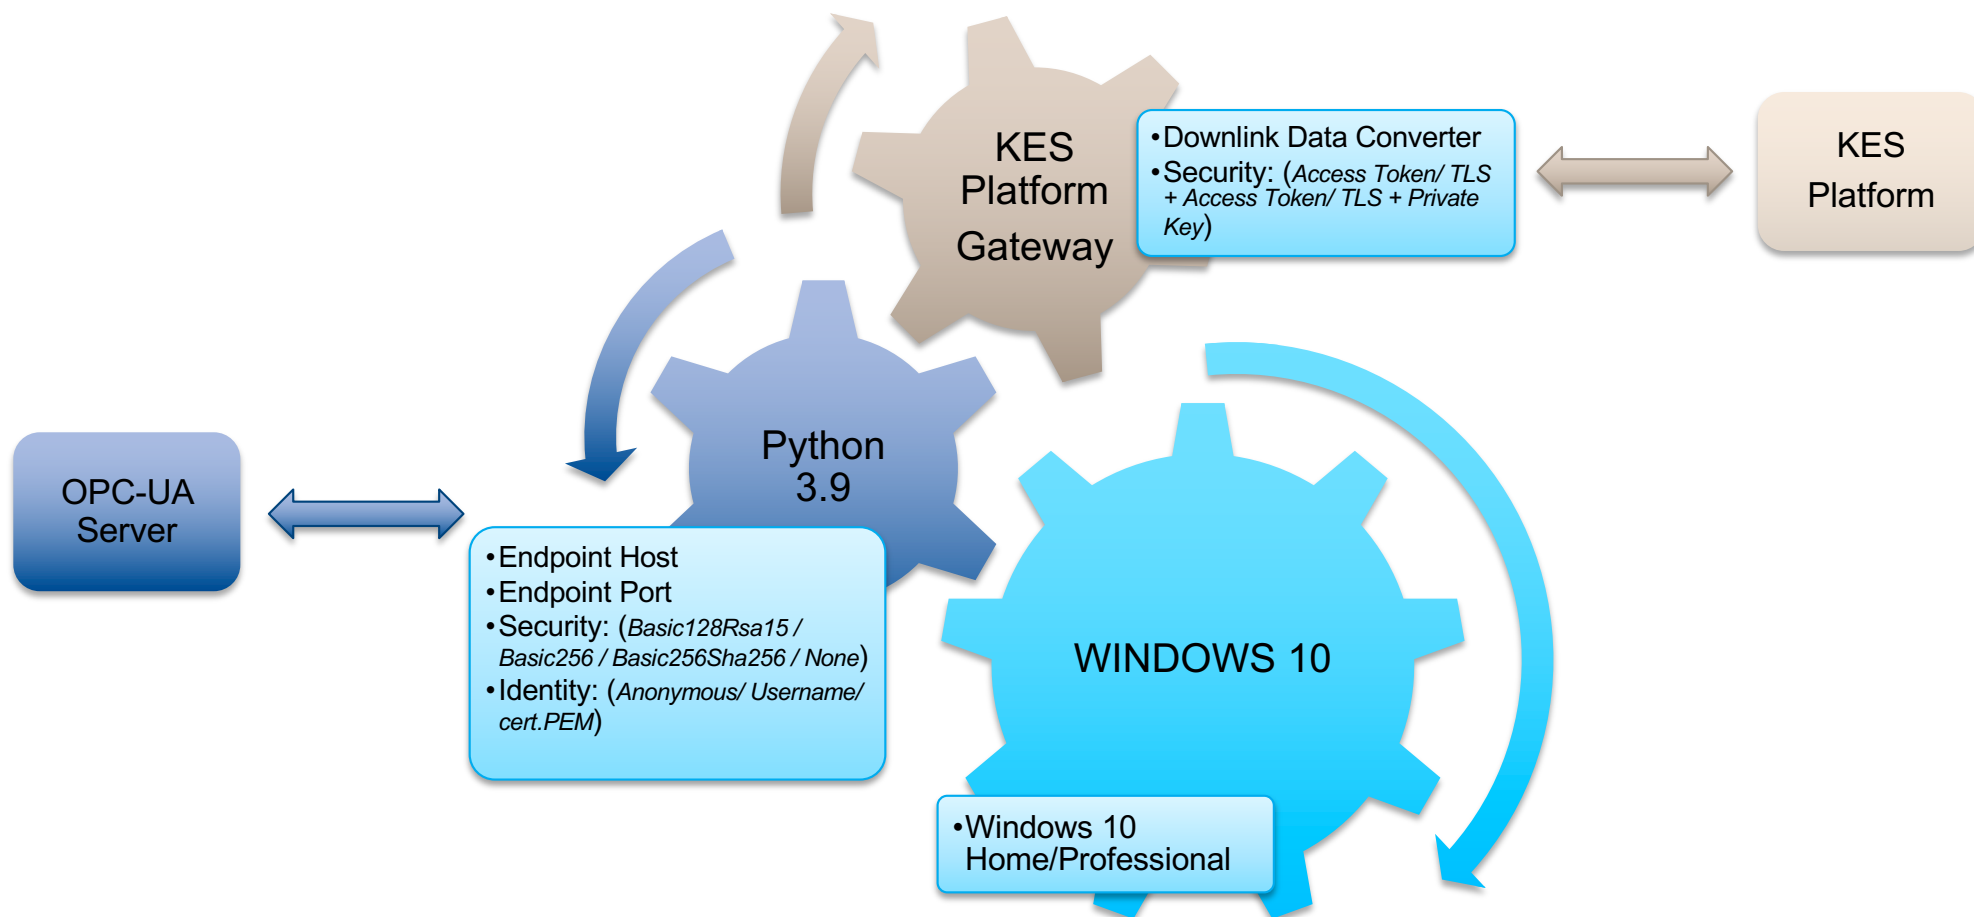 KES
Platform
Gateway
•Downlink Data Converter
•Security: (Access Token/ TLS
+ Access Token/ TLS + Private
Key)
KES
Platform
Python
3.9
OPC-UA
Server
•Endpoint Host
•Endpoint Port
•Security: (Basic128Rsa15 /
Basic256 / Basic256Sha256 / None)
•Identity: (Anonymous/ Username/
cert.PEM)
WINDOWS 10
•Windows 10
Home/Professional